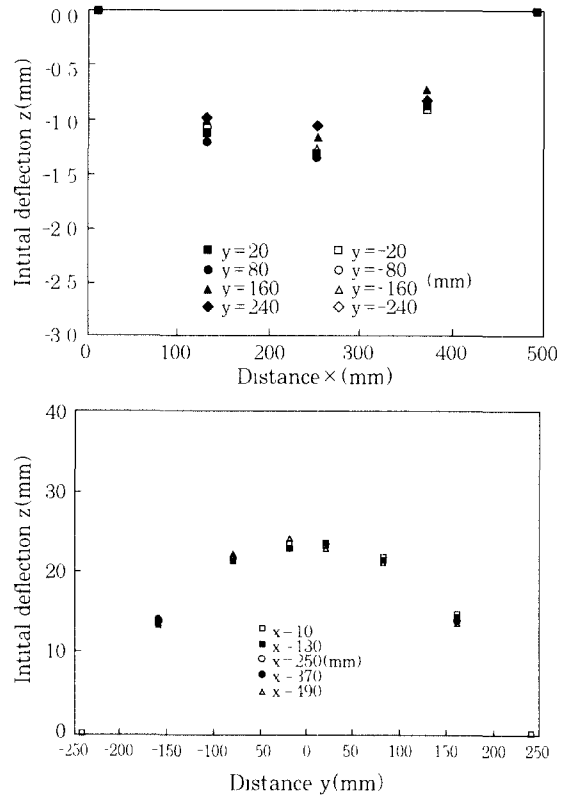 0.0
-0.5
-1.0
-1.5
-2.0
-2.5
-3.0
Intital deflection z(mm)
y=20 y=-20
y=80 y=-80
y=160 y=-160 (mm)
y=240 y=-240
0 100 200 300 400 500
Distance x(mm)
40
30
20
10
0
Intital deflection z(mm)
x-10
x-130
x-250(mm)
x-370
x-490
-250 -200 -150 -100 -50 0 50 100 150 200 250
Distance y(mm)